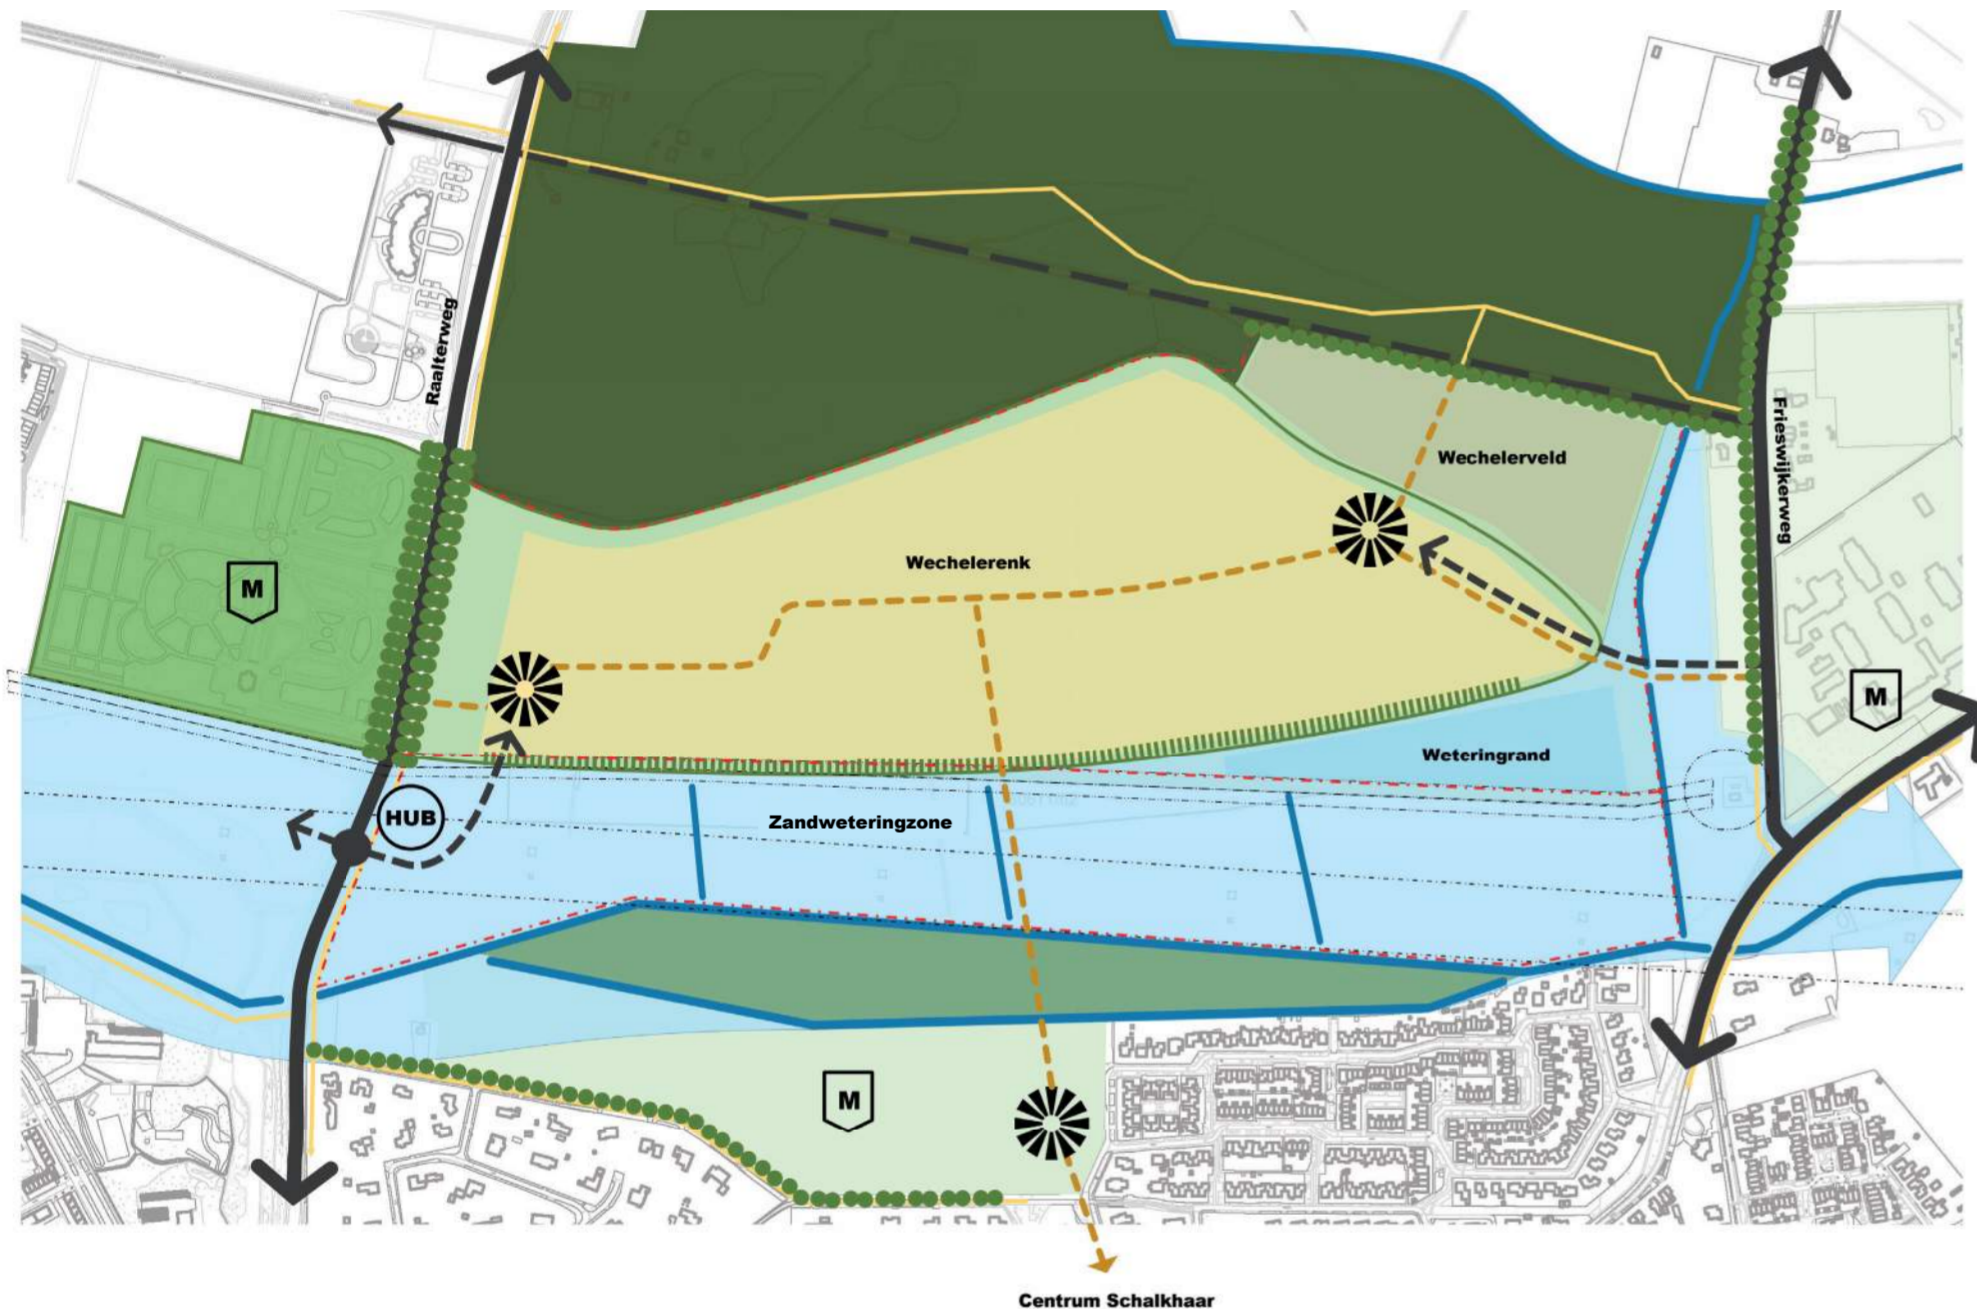 Raalterweg
Frieswijkerweg
Wechelerveld
Wechelerenk
M
M
Weteringrand
HUB
Zandweteringzone
M
Centrum Schalkhaar